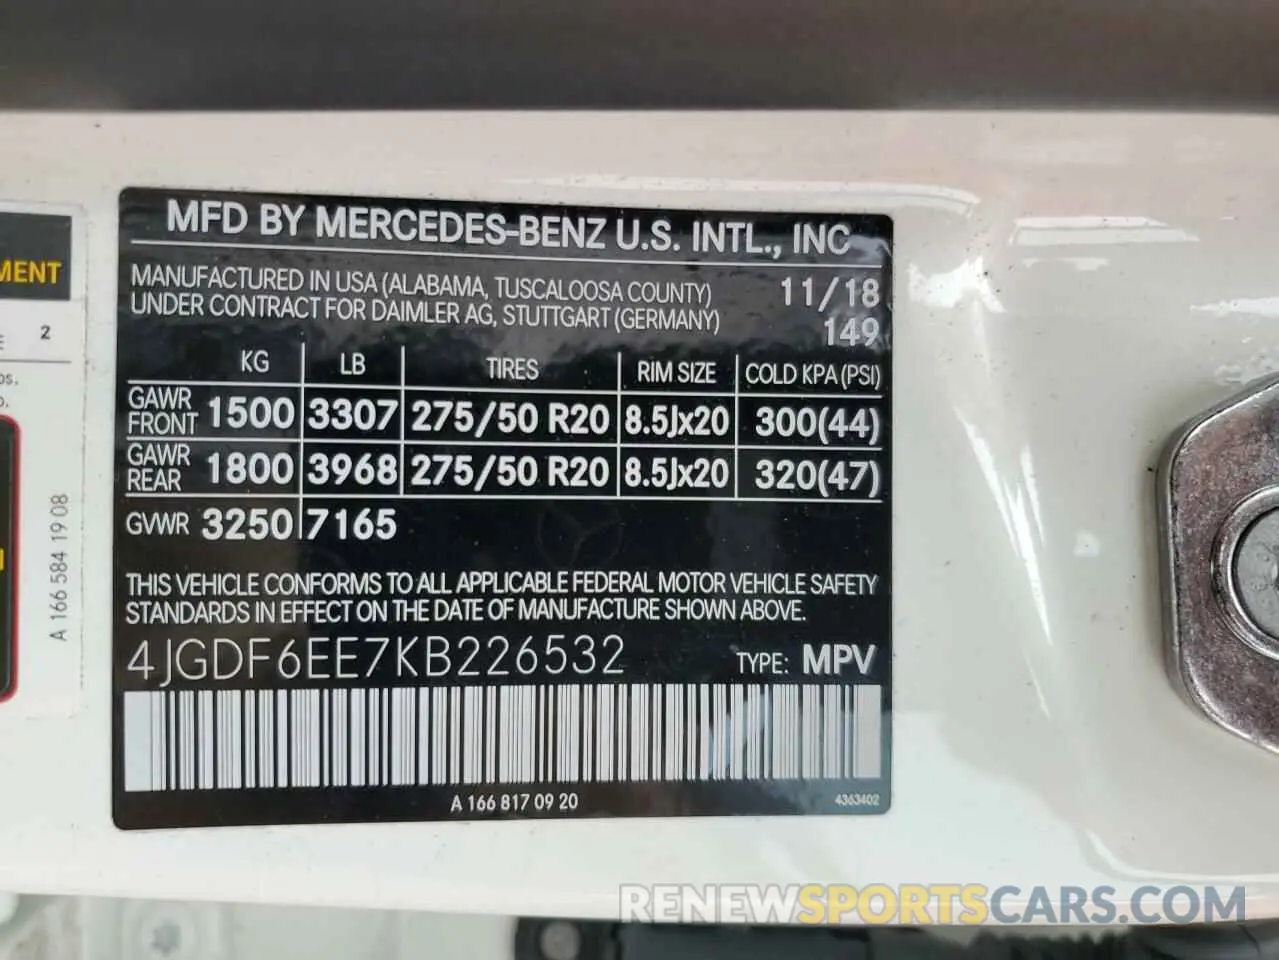 MFD BY MERCEDES-BENZ U.S. INTL., INC
MANUFACTURED IN USA (ALABAMA, TUSCALOOSA COUNTY) 11/18
UNDER CONTRACT FOR DAIMLER AG, STUTTGART (GERMANY) 149
KG LB TIRES RIM SIZE COLD KPA (PSI)
GAWR FRONT 1500 3307 275/50 R20 8.5Jx20 300(44)
GAWR REAR 1800 3968 275/50 R20 8.5Jx20 320(47)
GVWR 3250 7165
THIS VEHICLE CONFORMS TO ALL APPLICABLE FEDERAL MOTOR VEHICLE SAFETY
STANDARDS IN EFFECT ON THE DATE OF MANUFACTURE SHOWN ABOVE.
4JGDF6EE7KB226532 TYPE: MPV
A 166 817 09 20 4363402
MENT
2
A 166 584 19 08
RENEWSPORTSCARS.COM